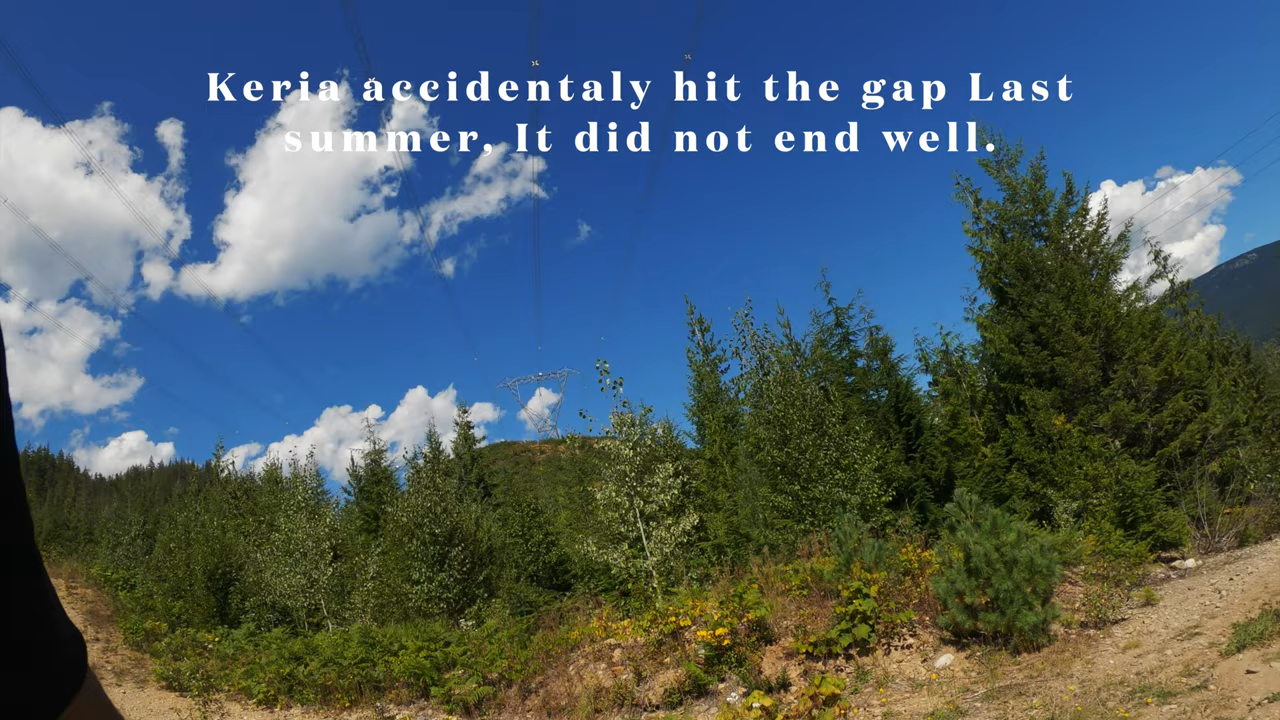 Keria accidentaly hit the gap Last
summer, It did not end well.